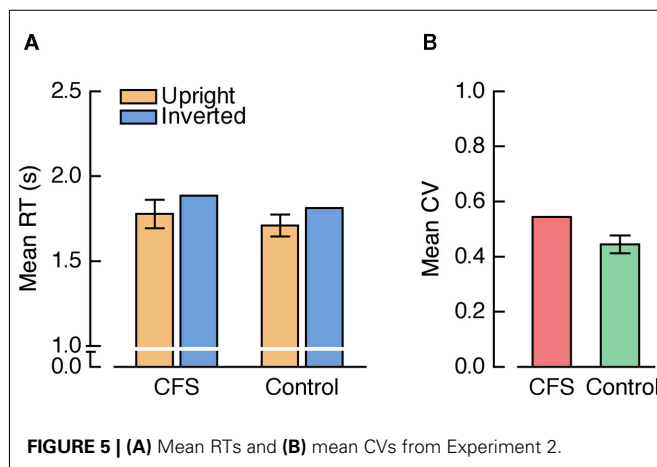 A
B
2.5
2.0
1.5
1.0
0.0
Mean RT (s)
Upright
Inverted
CFS
Control
1.0
0.8
0.6
0.4
0.2
0.0
Mean CV
CFS
Control
FIGURE 5 | (A) Mean RTs and (B) mean CVs from Experiment 2.